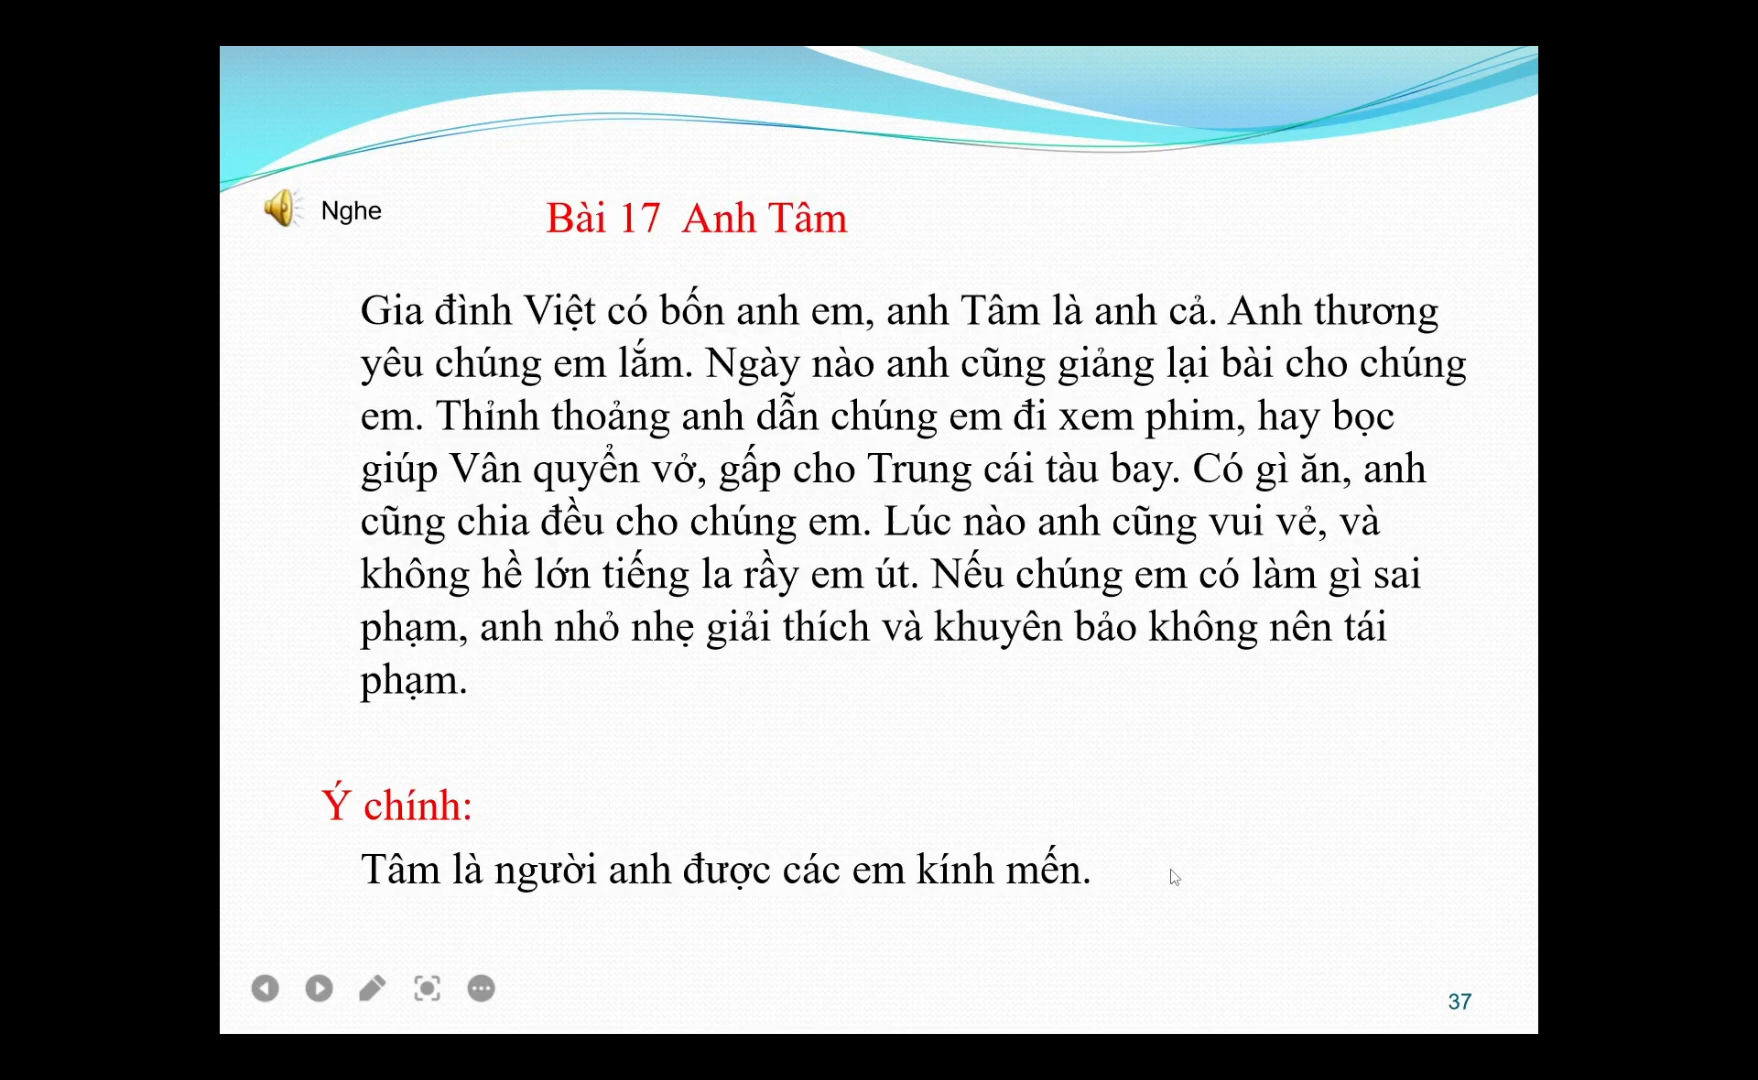 Nghe
Bài 17 Anh Tâm
Gia đình Việt có bốn anh em, anh Tâm là anh cả. Anh thương
yêu chúng em lắm. Ngày nào anh cũng giảng lại bài cho chúng
em. Thỉnh thoảng anh dẫn chúng em đi xem phim, hay bọc
giúp Vân quyển vở, gấp cho Trung cái tàu bay. Có gì ăn, anh
cũng chia đều cho chúng em. Lúc nào anh cũng vui vẻ, và
không hề lớn tiếng la rầy em út. Nếu chúng em có làm gì sai
phạm, anh nhỏ nhẹ giải thích và khuyên bảo không nên tái
phạm.
Ý chính:
Tâm là người anh được các em kính mến.
37